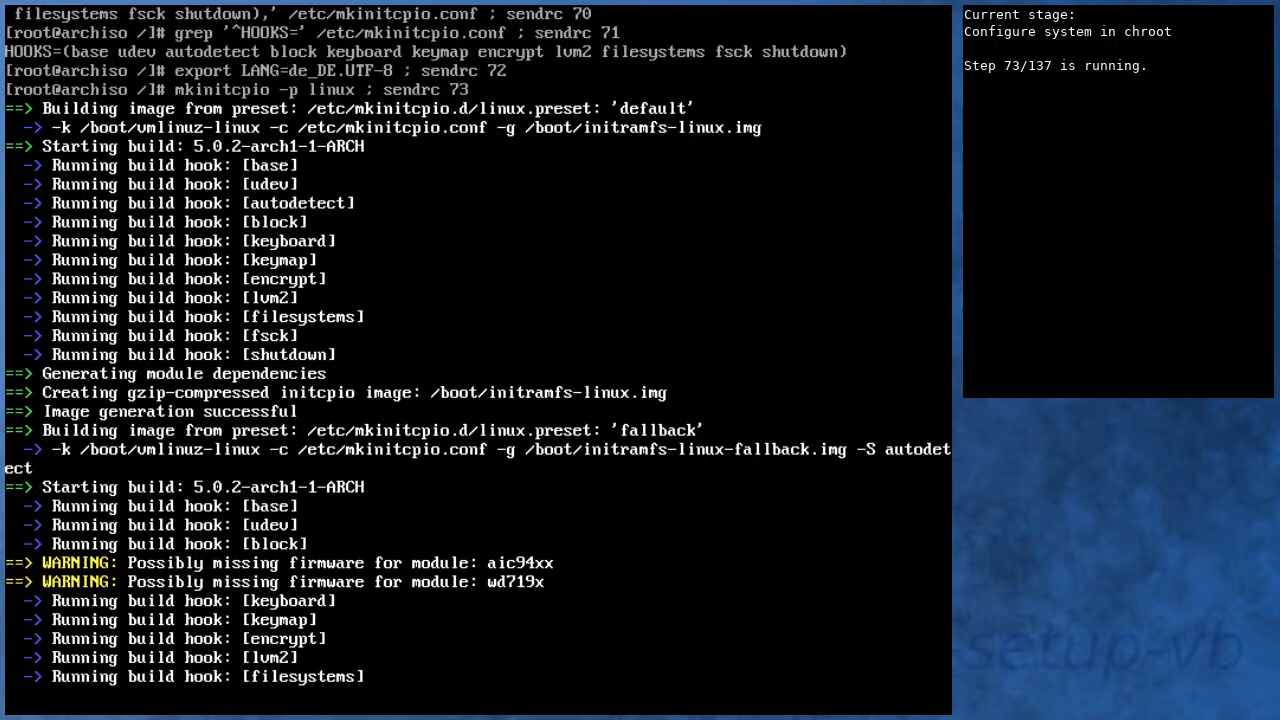 filesystems fsck shutdown),' /etc/mkinitcpio.conf ; sendrc 70
[root@archiso /]# grep '^HOOKS=' /etc/mkinitcpio.conf ; sendrc 71
HOOKS=(base udev autodetect block keyboard keymap encrypt lvm2 filesystems fsck shutdown)
[root@archiso /]# export LANG=de_DE.UTF-8 ; sendrc 72
[root@archiso /]# mkinitcpio -p linux ; sendrc 73
==> Building image from preset: /etc/mkinitcpio.d/linux.preset: 'default'
  -> -k /boot/vmlinuz-linux -c /etc/mkinitcpio.conf -g /boot/initramfs-linux.img
==> Starting build: 5.0.2-arch1-1-ARCH
  -> Running build hook: [base]
  -> Running build hook: [udev]
  -> Running build hook: [autodetect]
  -> Running build hook: [block]
  -> Running build hook: [keyboard]
  -> Running build hook: [keymap]
  -> Running build hook: [encrypt]
  -> Running build hook: [lvm2]
  -> Running build hook: [filesystems]
  -> Running build hook: [fsck]
  -> Running build hook: [shutdown]
==> Generating module dependencies
==> Creating gzip-compressed initcpio image: /boot/initramfs-linux.img
==> Image generation successful
==> Building image from preset: /etc/mkinitcpio.d/linux.preset: 'fallback'
  -> -k /boot/vmlinuz-linux -c /etc/mkinitcpio.conf -g /boot/initramfs-linux-fallback.img -S autodet
ect
==> Starting build: 5.0.2-arch1-1-ARCH
  -> Running build hook: [base]
  -> Running build hook: [udev]
  -> Running build hook: [block]
==> WARNING: Possibly missing firmware for module: aic94xx
==> WARNING: Possibly missing firmware for module: wd719x
  -> Running build hook: [keyboard]
  -> Running build hook: [keymap]
  -> Running build hook: [encrypt]
  -> Running build hook: [lvm2]
  -> Running build hook: [filesystems]
Current stage:
Configure system in chroot
Step 73/137 is running.
-setup-vb